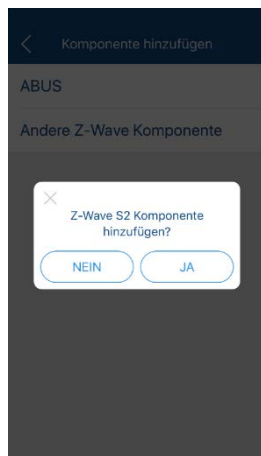 Komponente hinzufügen
ABUS
Andere Z-Wave Komponente
Z-Wave S2 Komponente
hinzufügen?
NEIN
JA